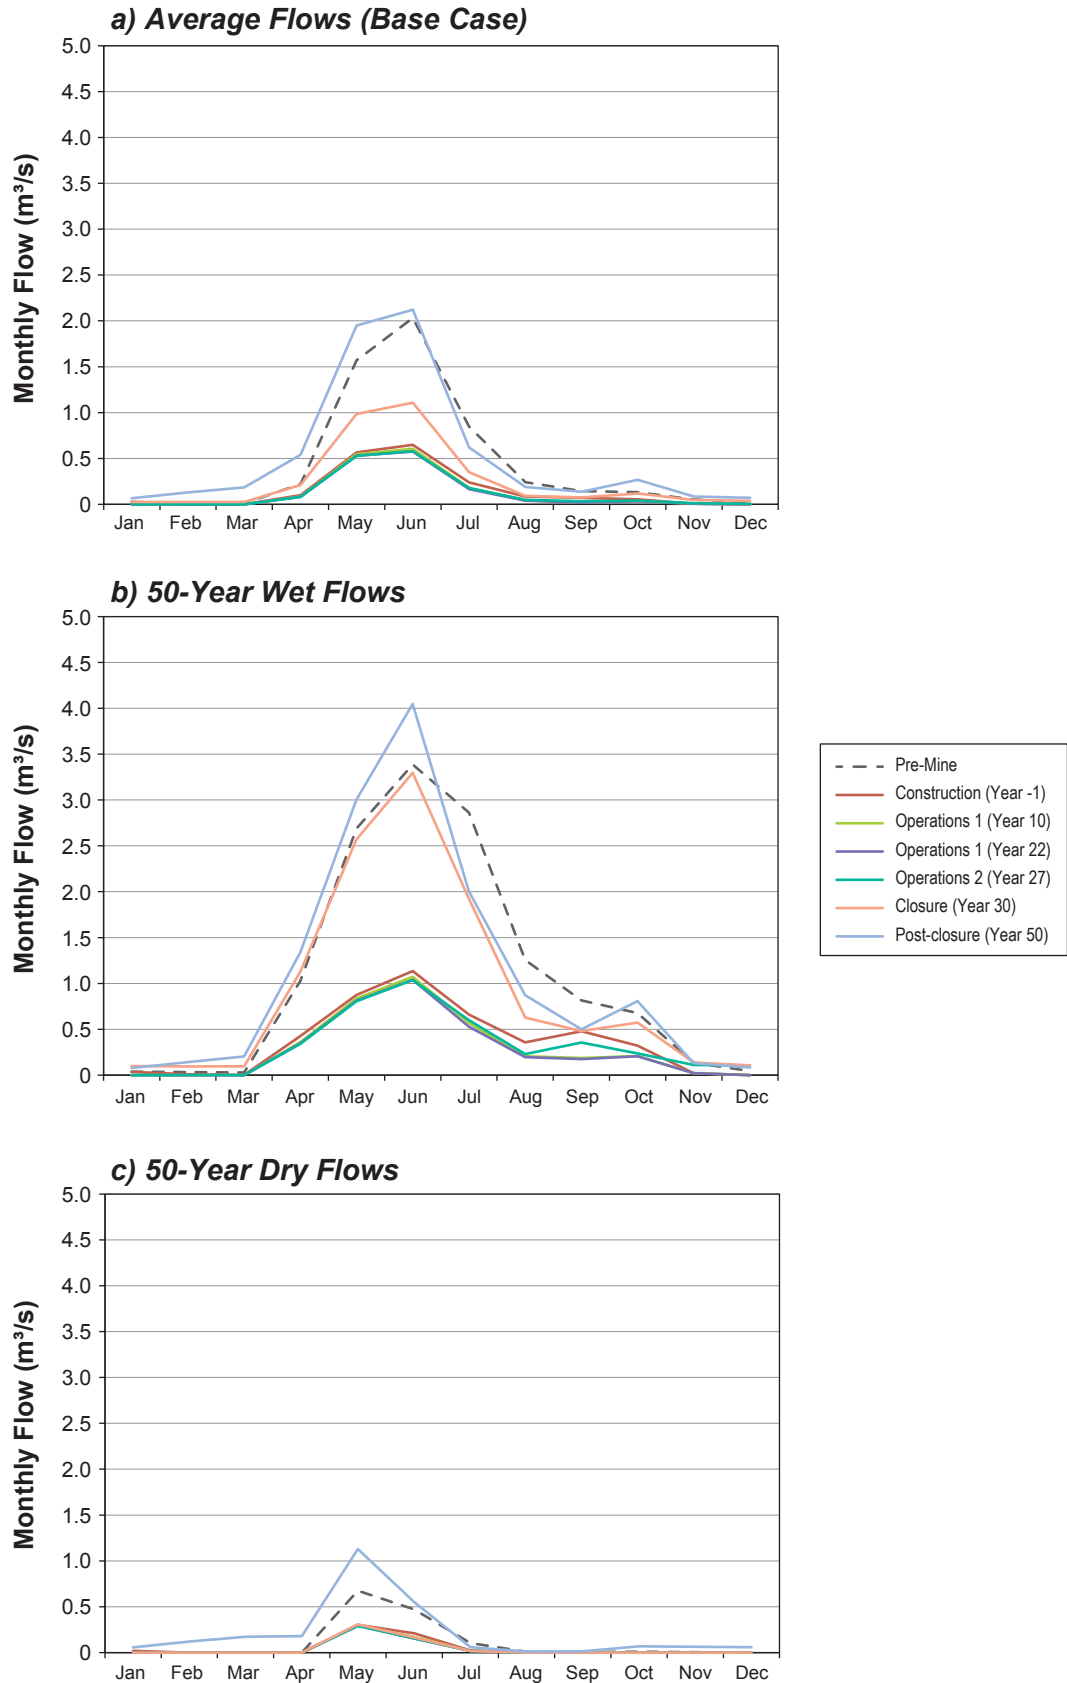 a) Average Flows (Base Case)
5.0
4.5
4.0
3.5
3.0
2.5
2.0
1.5
1.0
0.5
0
Monthly Flow (m³/s)
Jan Feb Mar Apr May Jun Jul Aug Sep Oct Nov Dec
b) 50-Year Wet Flows
5.0
4.5
4.0
3.5
3.0
2.5
2.0
1.5
1.0
0.5
0
Monthly Flow (m³/s)
Jan Feb Mar Apr May Jun Jul Aug Sep Oct Nov Dec
Pre-Mine
Construction (Year -1)
Operations 1 (Year 10)
Operations 1 (Year 22)
Operations 2 (Year 27)
Closure (Year 30)
Post-closure (Year 50)
c) 50-Year Dry Flows
5.0
4.5
4.0
3.5
3.0
2.5
2.0
1.5
1.0
0.5
0
Monthly Flow (m³/s)
Jan Feb Mar Apr May Jun Jul Aug Sep Oct Nov Dec